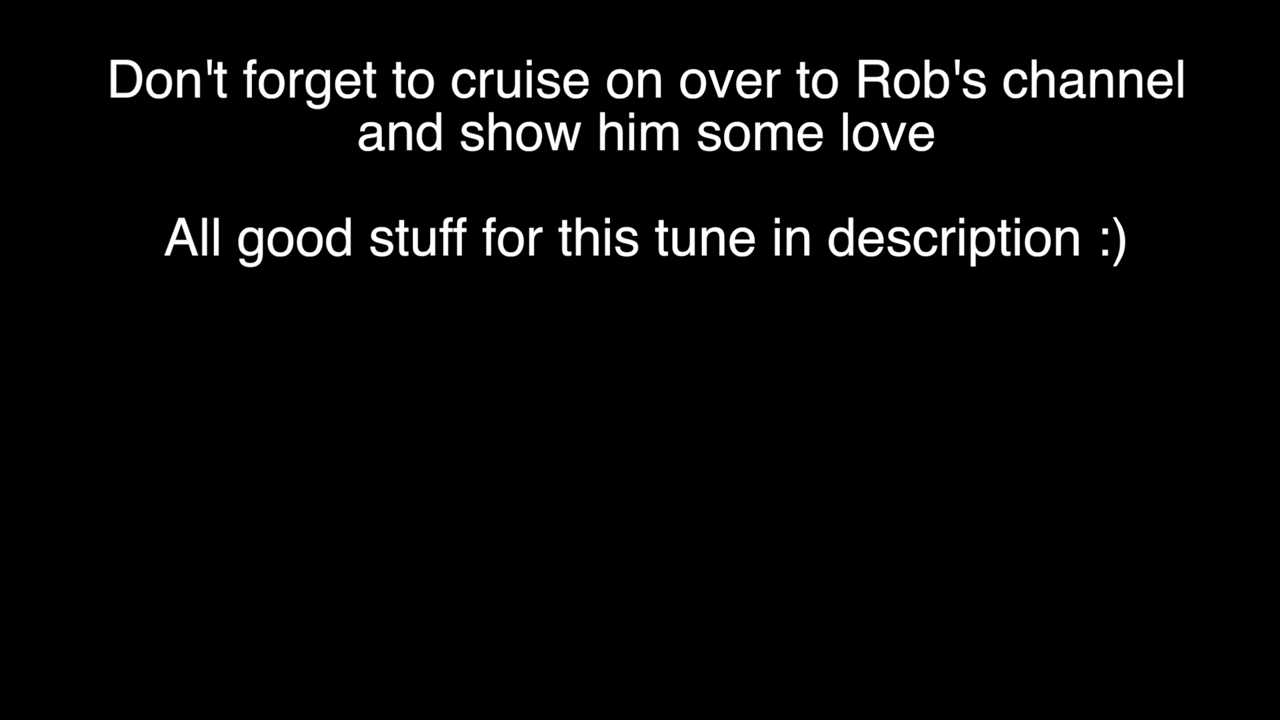 Don't forget to cruise on over to Rob's channel
and show him some love
All good stuff for this tune in description :)